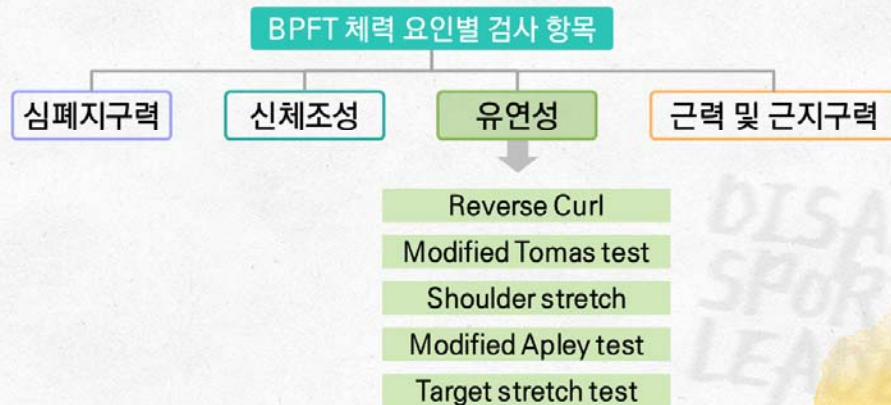 BPFT 체력 요인별 검사 항목
심폐지구력
신체조성
유연성
근력 및 근지구력
Reverse Curl
Modified Tomas test
Shoulder stretch
Modified Apley test
Target stretch test